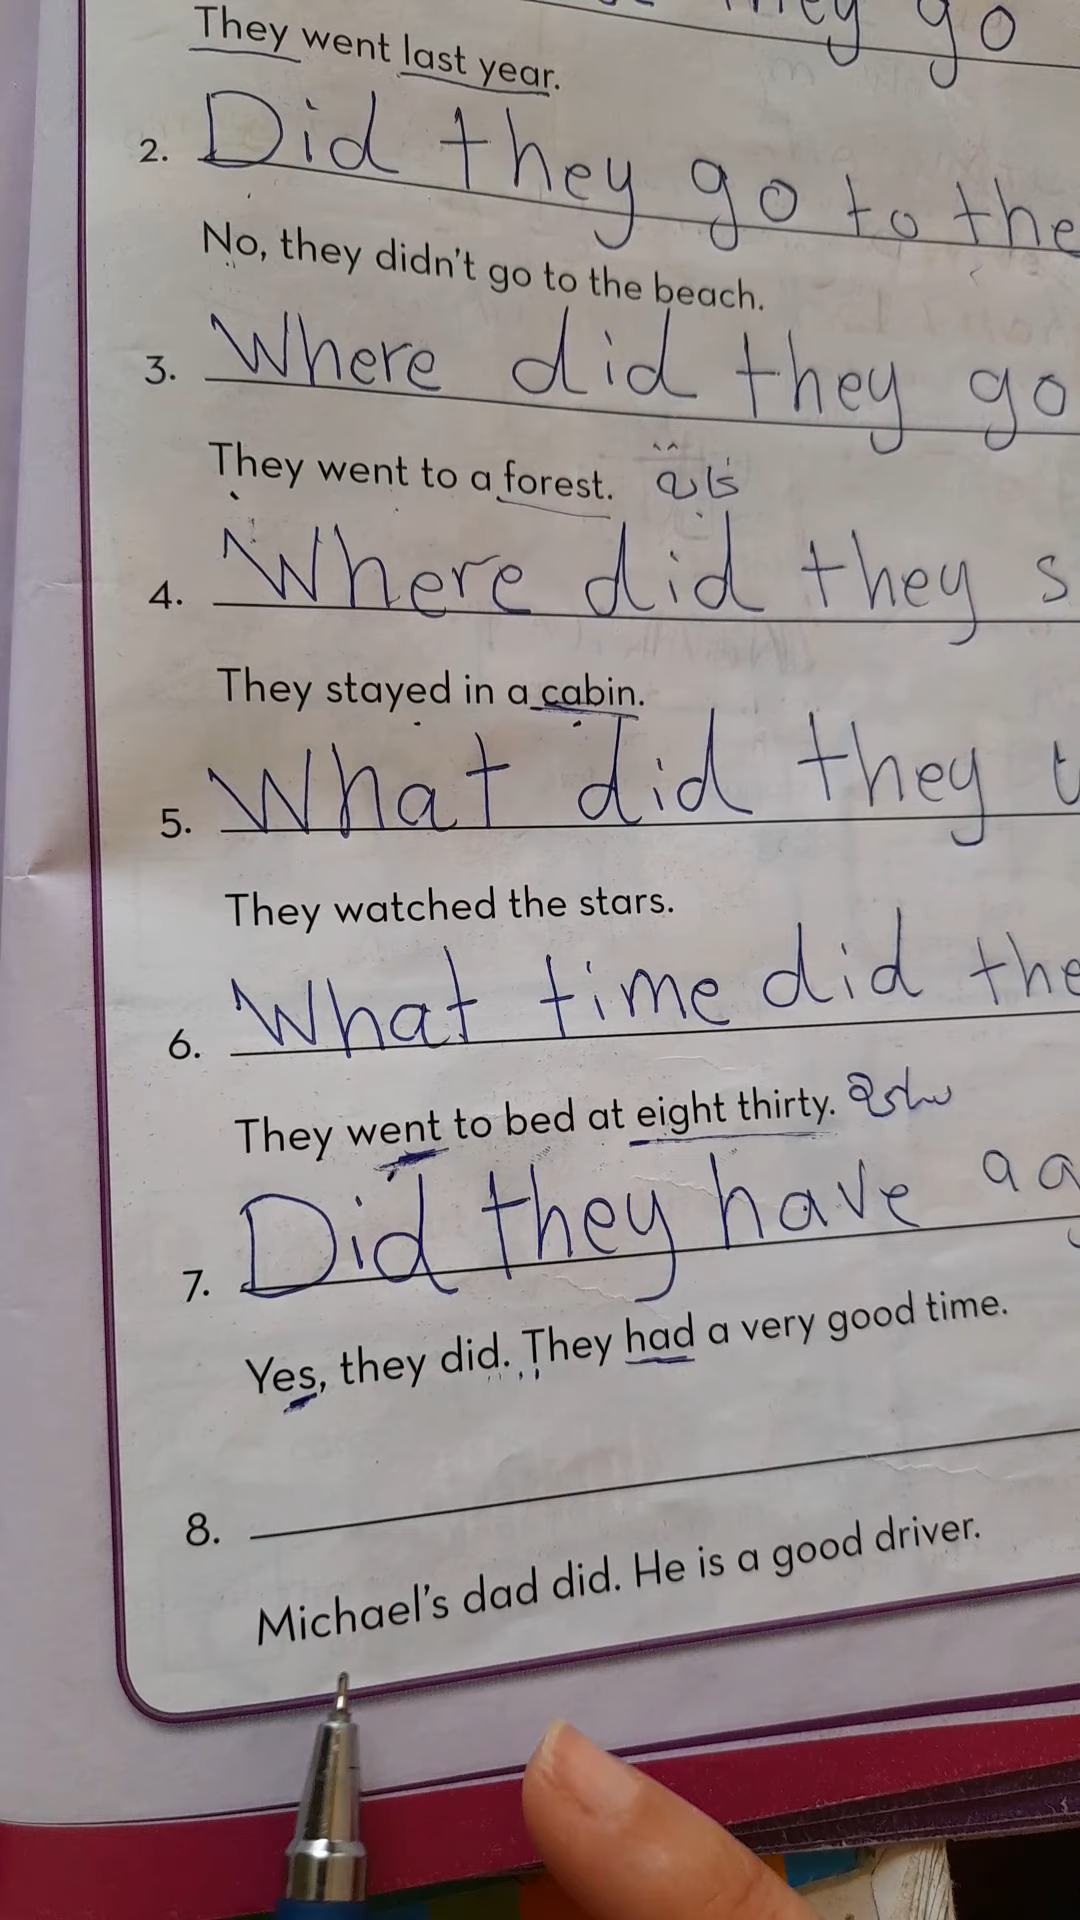 they go
They went last year.
2. Did they go to the
No, they didn't go to the beach.
3. Where did they go
They went to a forest.
4. Where did they s
They stayed in a cabin.
5. What did they
They watched the stars.
6. What time did the
They went to bed at eight thirty.
7. Did they have a g
Yes, they did. They had a very good time.
8.
Michael's dad did. He is a good driver.